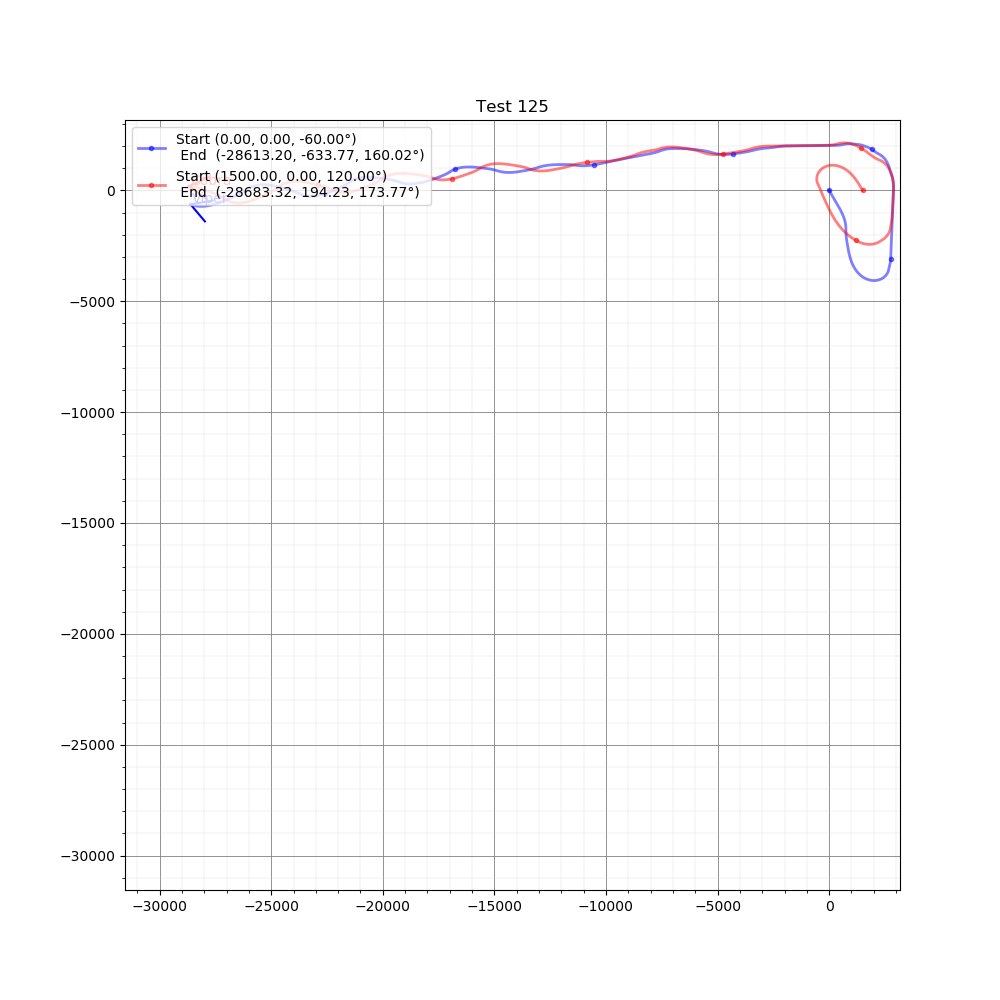 Test 125
Start (0.00, 0.00, -60.00°)
End (-28613.20, -633.77, 160.02°)
Start (1500.00, 0.00, 120.00°)
End (-28683.32, 194.23, 173.77°)
0
−5000
−10000
−15000
−20000
−25000
−30000
−30000 −25000 −20000 −15000 −10000 −5000 0